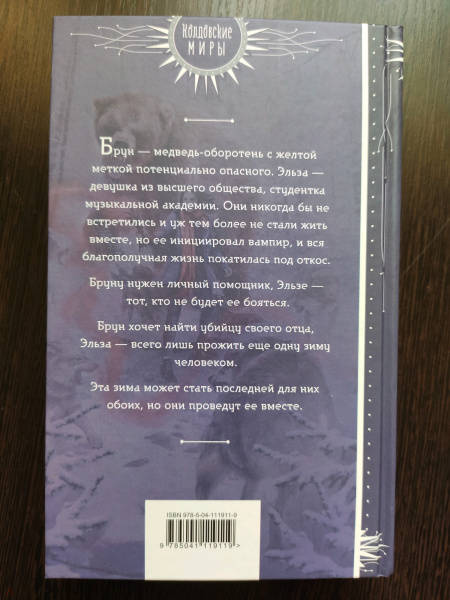 Колдовские
МИРЫ
Брун — медведь-оборотень с желтой
меткой потенциально опасного. Эльза —
девушка из высшего общества, студентка
музыкальной академии. Они никогда бы не
встретились и уж тем более не стали жить
вместе, но ее инициировал вампир, и вся
благополучная жизнь покатилась под откос.
Бруну нужен личный помощник, Эльзе —
тот, кто не будет ее бояться.
Брун хочет найти убийцу своего отца,
Эльза — всего лишь прожить еще одну зиму
человеком.
Эта зима может стать последней для них
обоих, но они проведут ее вместе.
ISBN 978-5-04-111911-9
9 785041 119119 >